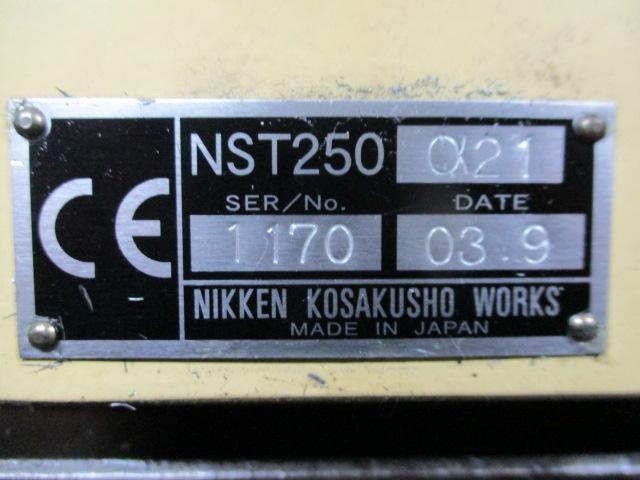 CE
NST250 α21
SER/No. DATE
1170 03.9
NIKKEN KOSAKUSHO WORKS
MADE IN JAPAN